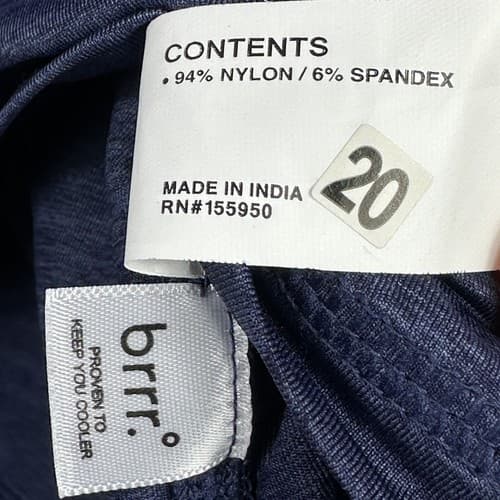 CONTENTS
• 94% NYLON / 6% SPANDEX
MADE IN INDIA
RN#155950
20
brrr.°
PROVEN TO
KEEP YOU COOLER